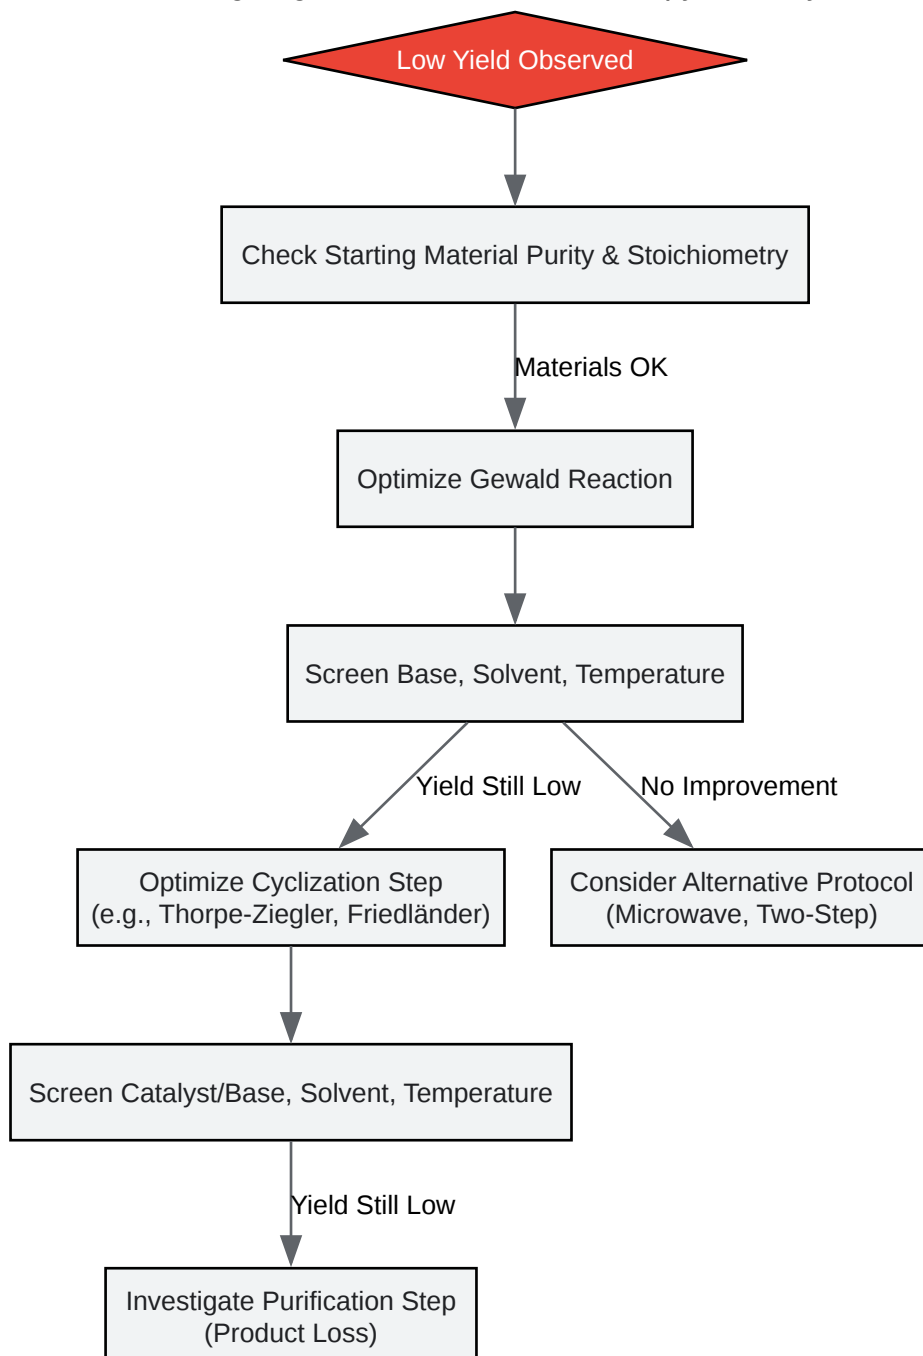 Low Yield Observed
Check Starting Material Purity & Stoichiometry
Materials OK
Optimize Gewald Reaction
Screen Base, Solvent, Temperature
Yield Still Low
No Improvement
Optimize Cyclization Step
(e.g., Thorpe-Ziegler, Friedländer)
Consider Alternative Protocol
(Microwave, Two-Step)
Screen Catalyst/Base, Solvent, Temperature
Yield Still Low
Investigate Purification Step
(Product Loss)